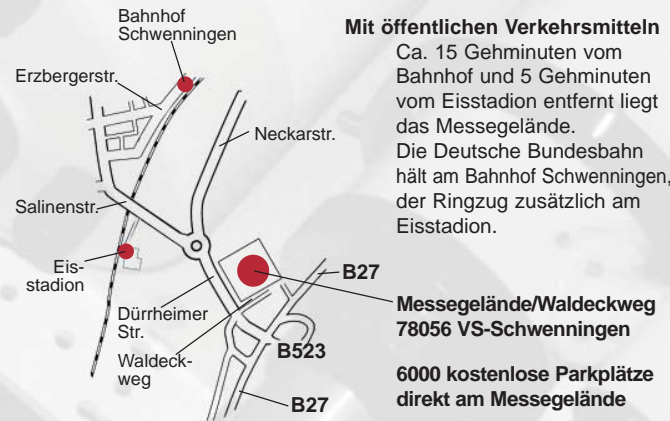 Bahnhof
Schwenningen
Erzbergerstr.
Neckarstr.
Salinenstr.
Eis-
stadion
Dürrheimer
Str.
Waldeck-
weg
B27
B523
B27
Mit öffentlichen Verkehrsmitteln
Ca. 15 Gehminuten vom
Bahnhof und 5 Gehminuten
vom Eisstadion entfernt liegt
das Messegelände.
Die Deutsche Bundesbahn
hält am Bahnhof Schwenningen,
der Ringzug zusätzlich am
Eisstadion.
Messegelände/Waldeckweg
78056 VS-Schwenningen
6000 kostenlose Parkplätze
direkt am Messegelände